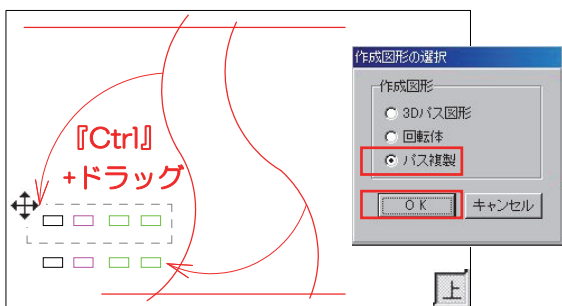 『Ctrl』
+ドラッグ
上
作成図形の選択
作成図形
3Dパス図形
回転体
パス複製
OK
キャンセル